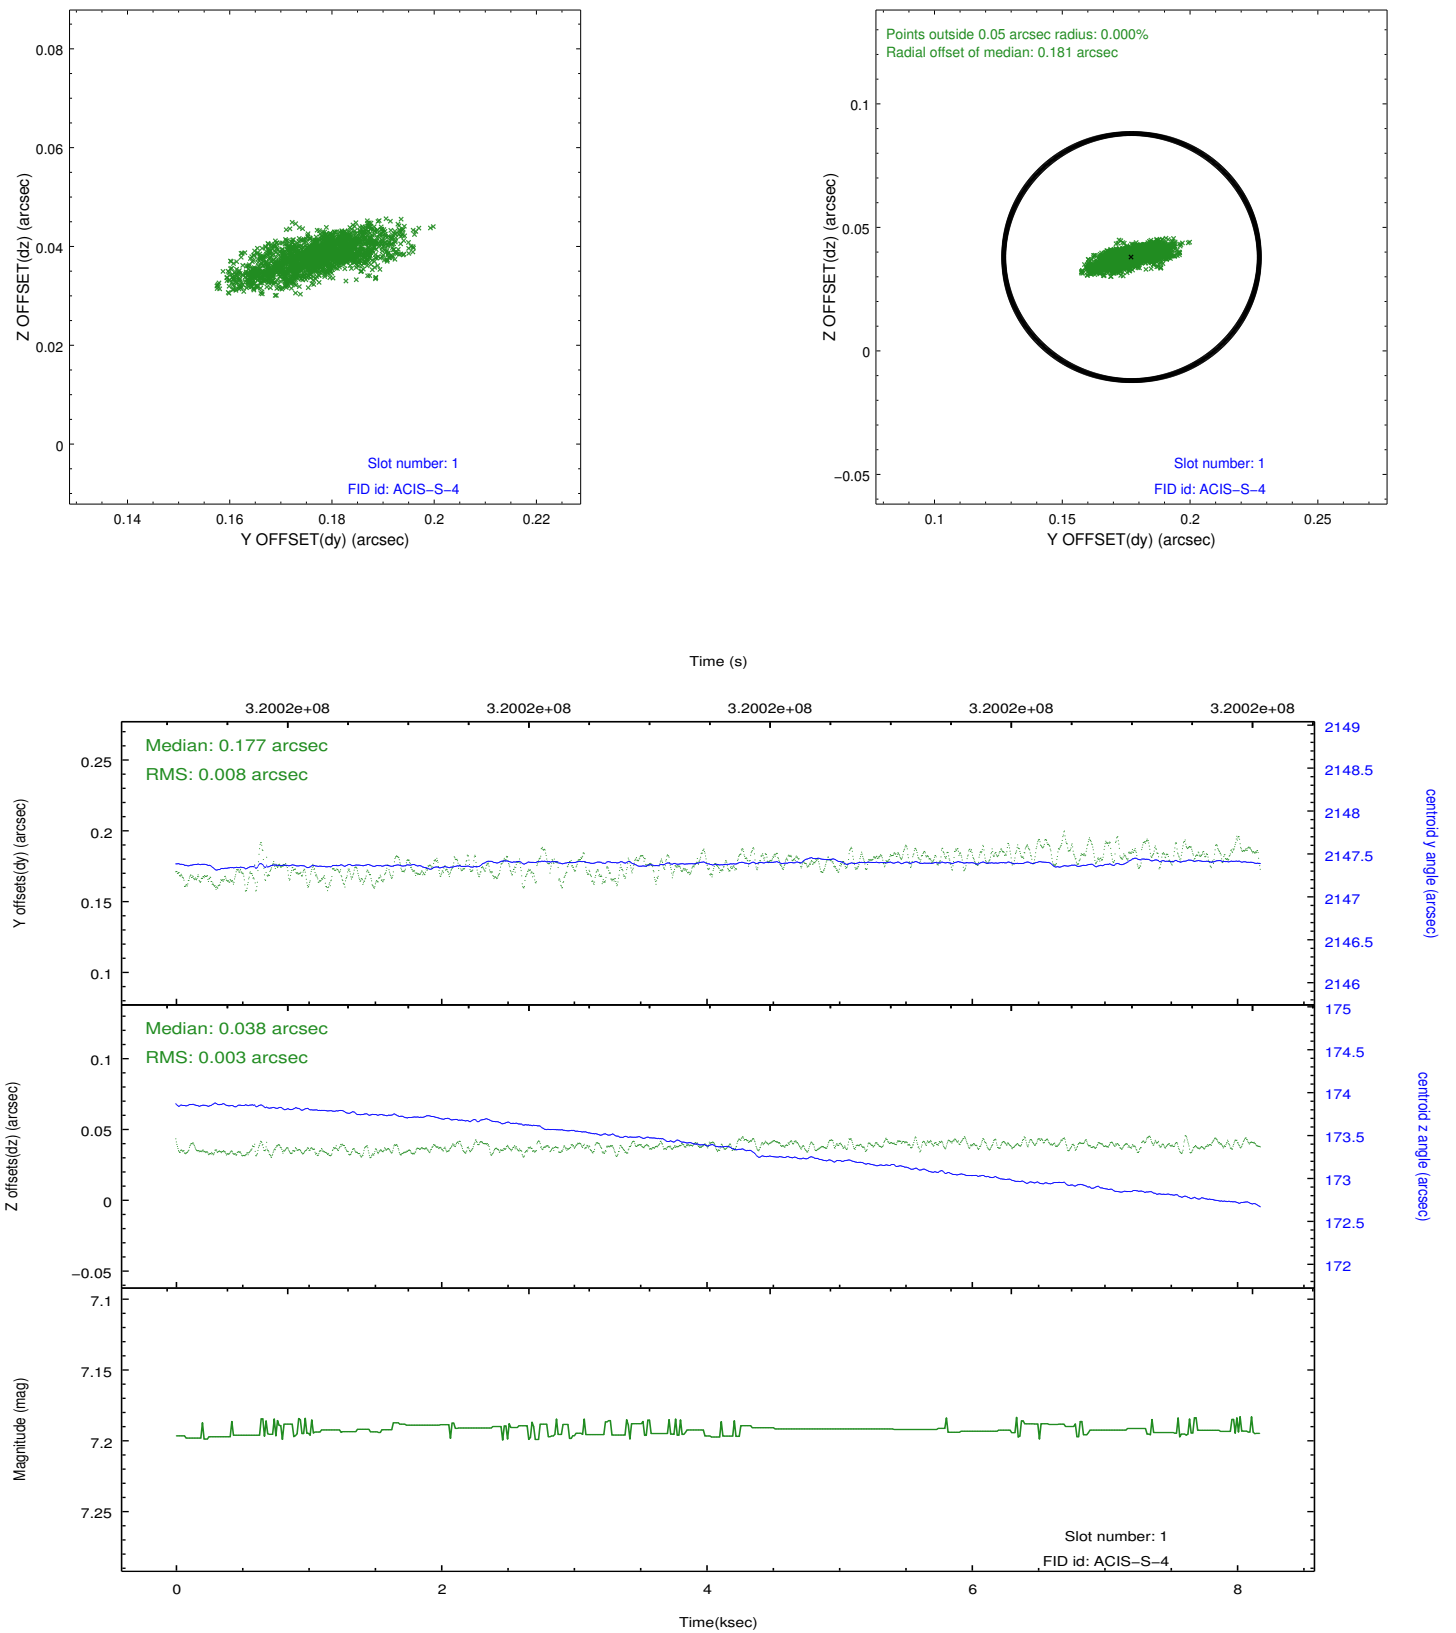 0.08
0.06
0.04
0.02
0
Z OFFSET(dz) (arcsec)
Slot number: 1
FID id: ACIS−S−4
0.14
0.16
0.18
0.2
0.22
Y OFFSET(dy) (arcsec)
Points outside 0.05 arcsec radius: 0.000%
Radial offset of median: 0.181 arcsec
0.1
0.05
0
−0.05
Z OFFSET(dz) (arcsec)
Slot number: 1
FID id: ACIS−S−4
0.1
0.15
0.2
0.25
Y OFFSET(dy) (arcsec)
Time (s)
3.2002e+08
3.2002e+08
3.2002e+08
3.2002e+08
3.2002e+08
Median: 0.177 arcsec
RMS: 0.008 arcsec
0.25
0.2
0.15
0.1
Y offsets(dy) (arcsec)
2149
2148.5
2148
2147.5
2147
2146.5
2146
centroid y angle (arcsec)
Median: 0.038 arcsec
RMS: 0.003 arcsec
0.1
0.05
0
−0.05
Z offsets(dz) (arcsec)
175
174.5
174
173.5
173
172.5
172
centroid z angle (arcsec)
7.1
7.15
7.2
7.25
Magnitude (mag)
Slot number: 1
FID id: ACIS−S−4
0
2
4
6
8
Time(ksec)